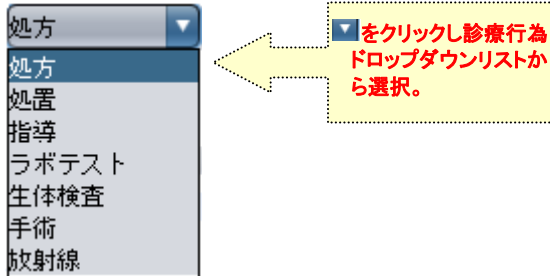 処方
処方
処置
指導
ラボテスト
生体検査
手術
放射線
をクリックし診療行為
ドロップダウンリストか
ら選択。